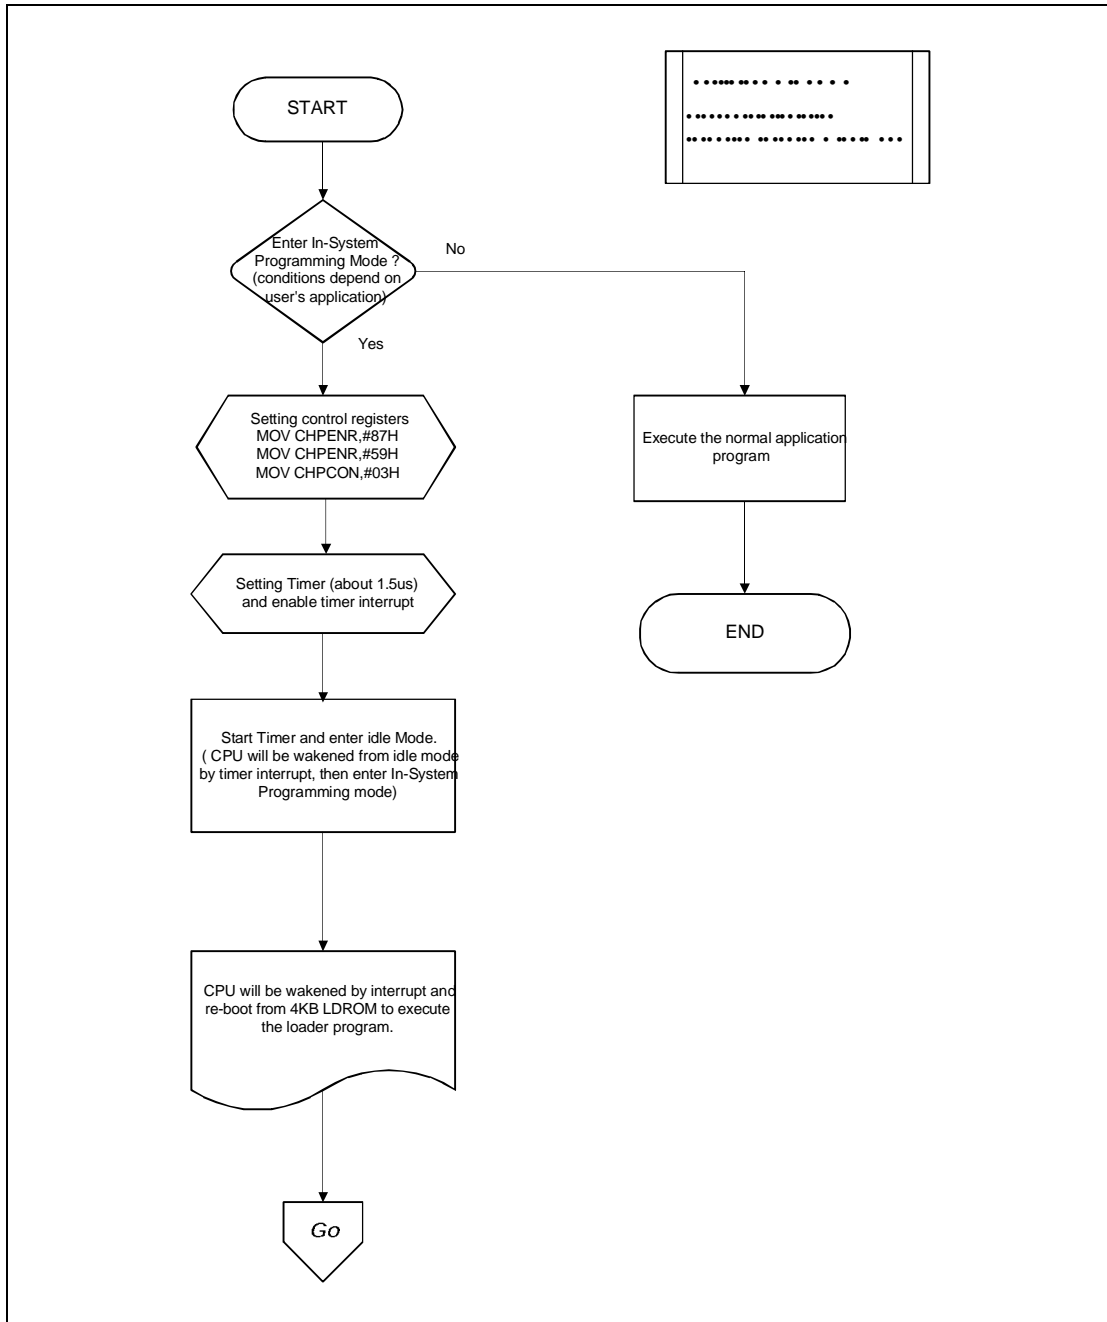 START
Enter In-System
Programming Mode ?
(conditions depend on
user's application)
No
Yes
Setting control registers
MOV CHPENR,#87H
MOV CHPENR,#59H
MOV CHPCON,#03H
Execute the normal application
program
Setting Timer (about 1.5us)
and enable timer interrupt
END
Start Timer and enter idle Mode.
( CPU will be wakened from idle mode
by timer interrupt, then enter In-System
Programming mode)
CPU will be wakened by interrupt and
re-boot from 4KB LDROM to execute
the loader program.
Go